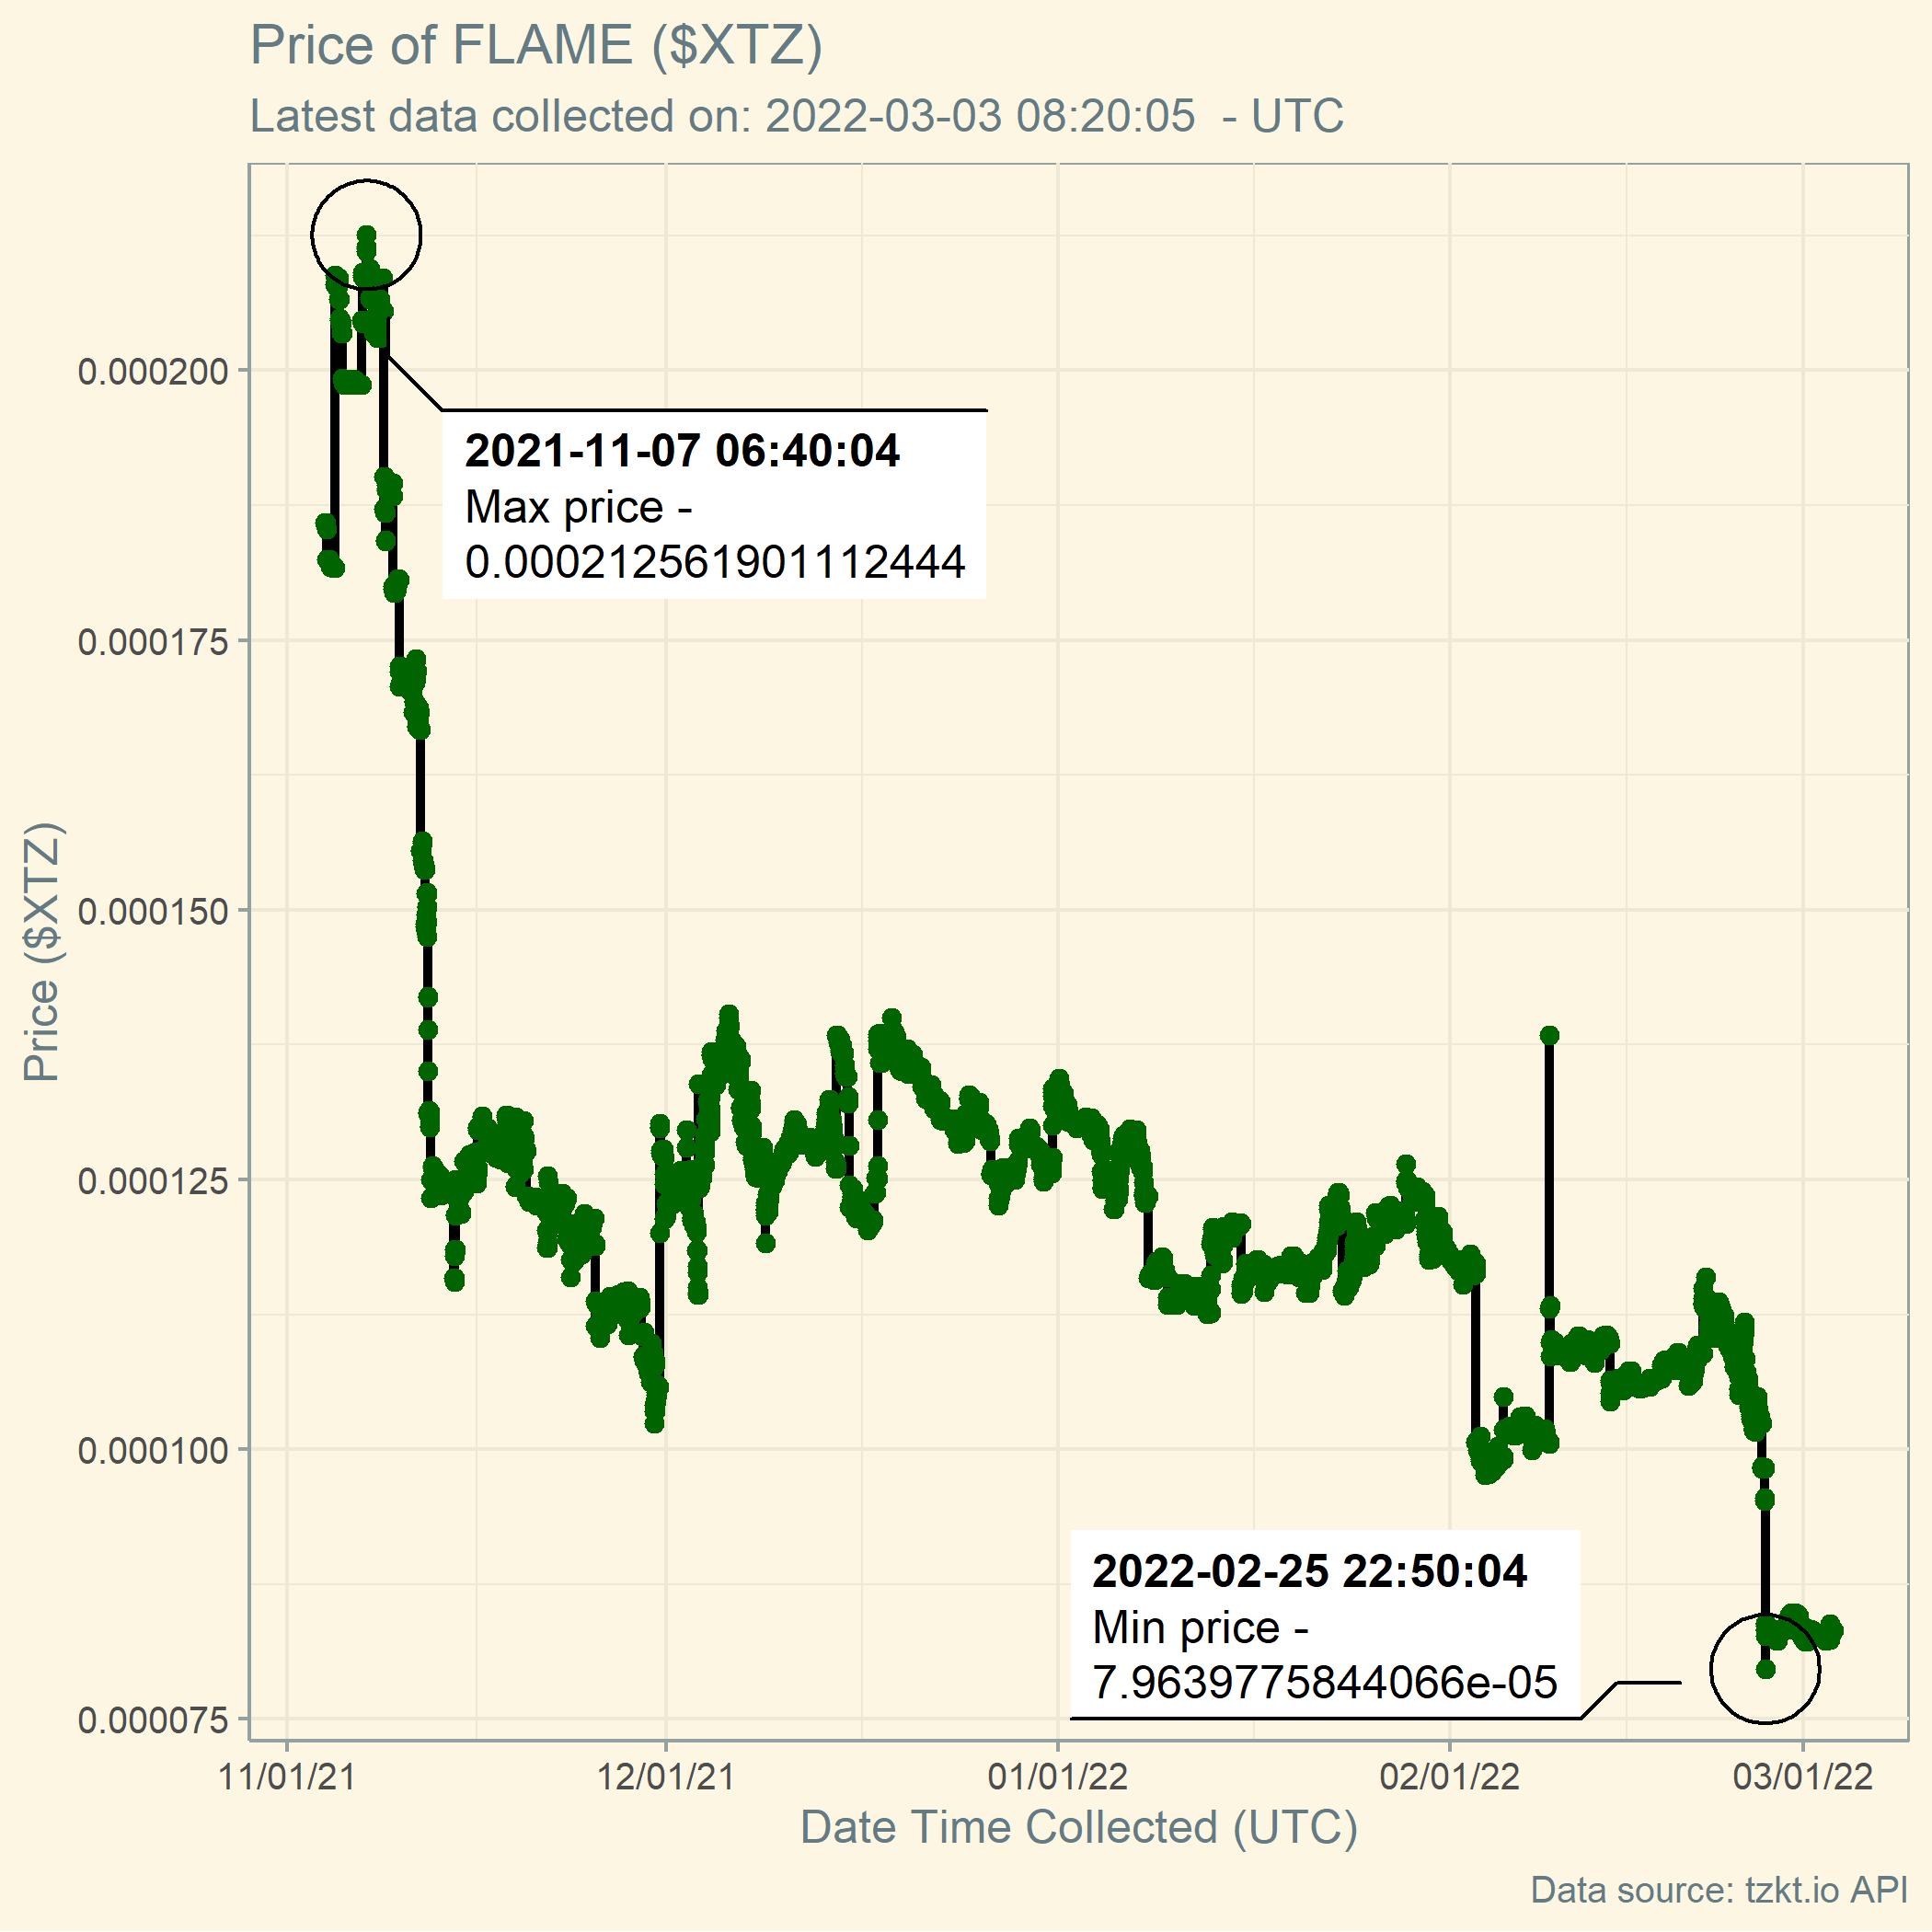 Price of FLAME ($XTZ)
Latest data collected on: 2022-03-03 08:20:05  - UTC
Price ($XTZ)
0.000200
0.000175
0.000150
0.000125
0.000100
0.000075
2021-11-07 06:40:04
Max price -
0.000212561901112444
2022-02-25 22:50:04
Min price -
7.9639775844066e-05
11/01/21
12/01/21
01/01/22
02/01/22
03/01/22
Date Time Collected (UTC)
Data source: tzkt.io API